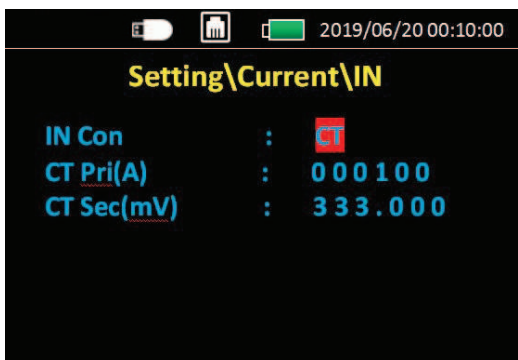 2019/06/20 00:10:00
Setting\Current\IN
IN Con : CT
CT Pri(A) : 000100
CT Sec(mV) : 333.000